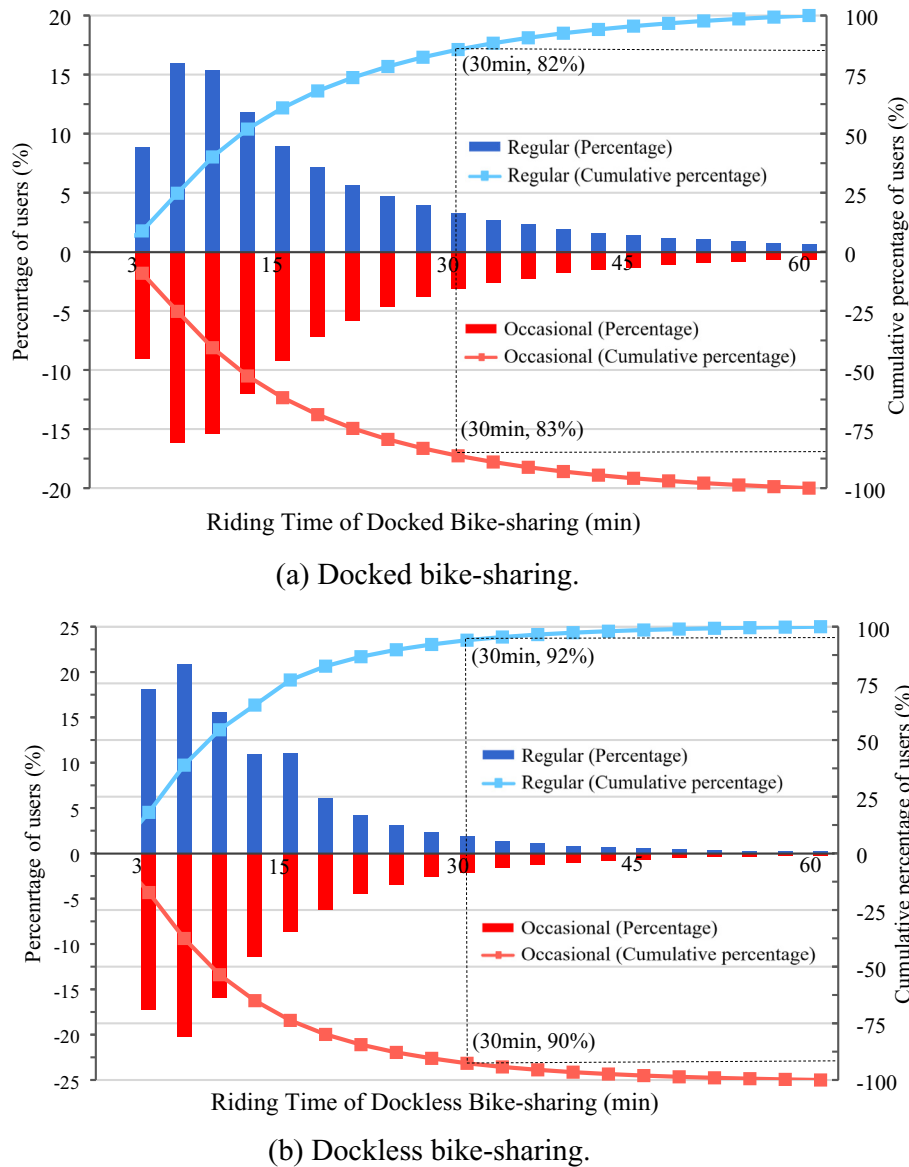 20
15
10
5
0
-5
-10
-15
-20
Percenrtage of users (%)
100
75
50
25
0
-25
-50
-75
-100
Cumulative percentage of users (%)
(30min, 82%)
Regular (Percentage)
Regular (Cumulative percentage)
3 15 30 45 60
Occasional (Percentage)
Occasional (Cumulative percentage)
(30min, 83%)
Riding Time of Docked Bike-sharing (min)
(a) Docked bike-sharing.
25
20
15
10
5
0
-5
-10
-15
-20
-25
Percenrtage of users (%)
100
75
50
25
0
-25
-50
-75
-100
Cumulative percentage of users (%)
(30min, 92%)
Regular (Percentage)
Regular (Cumulative percentage)
3 15 30 45 60
Occasional (Percentage)
Occasional (Cumulative percentage)
(30min, 90%)
Riding Time of Dockless Bike-sharing (min)
(b) Dockless bike-sharing.